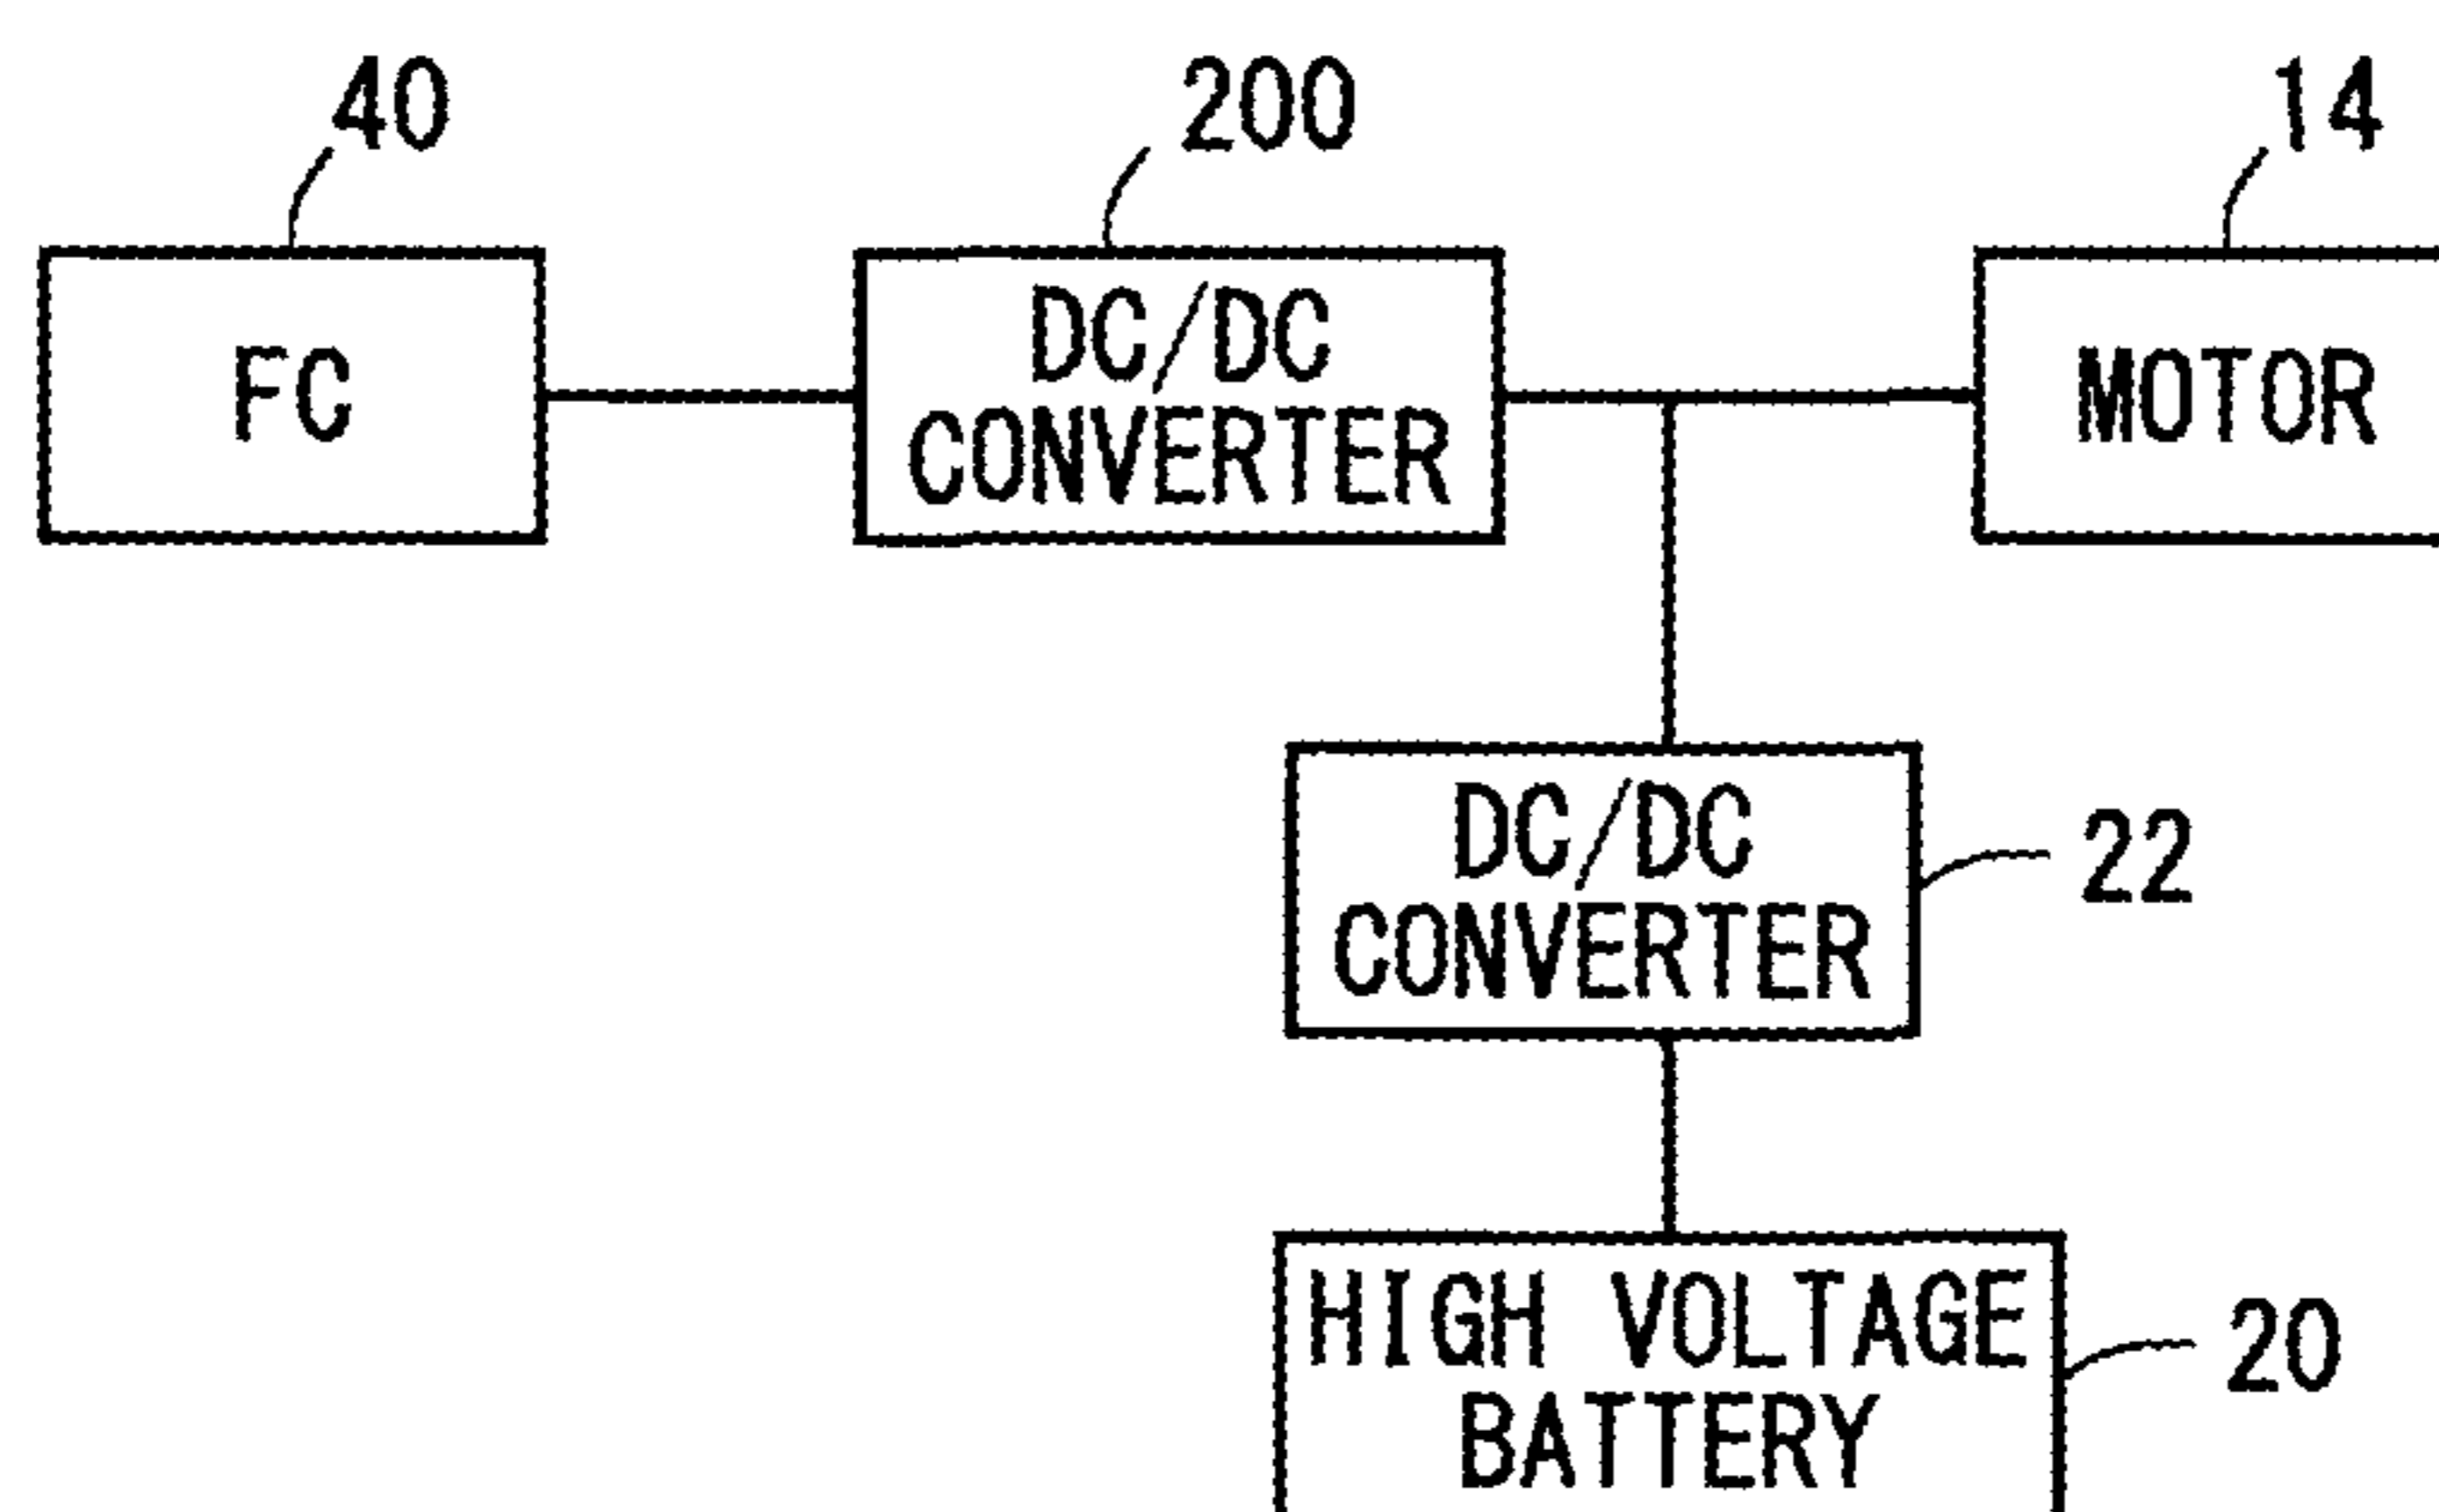 40
200
14
FC
DC/DC
CONVERTER
MOTOR
DC/DC
CONVERTER
22
HIGH VOLTAGE
BATTERY
20